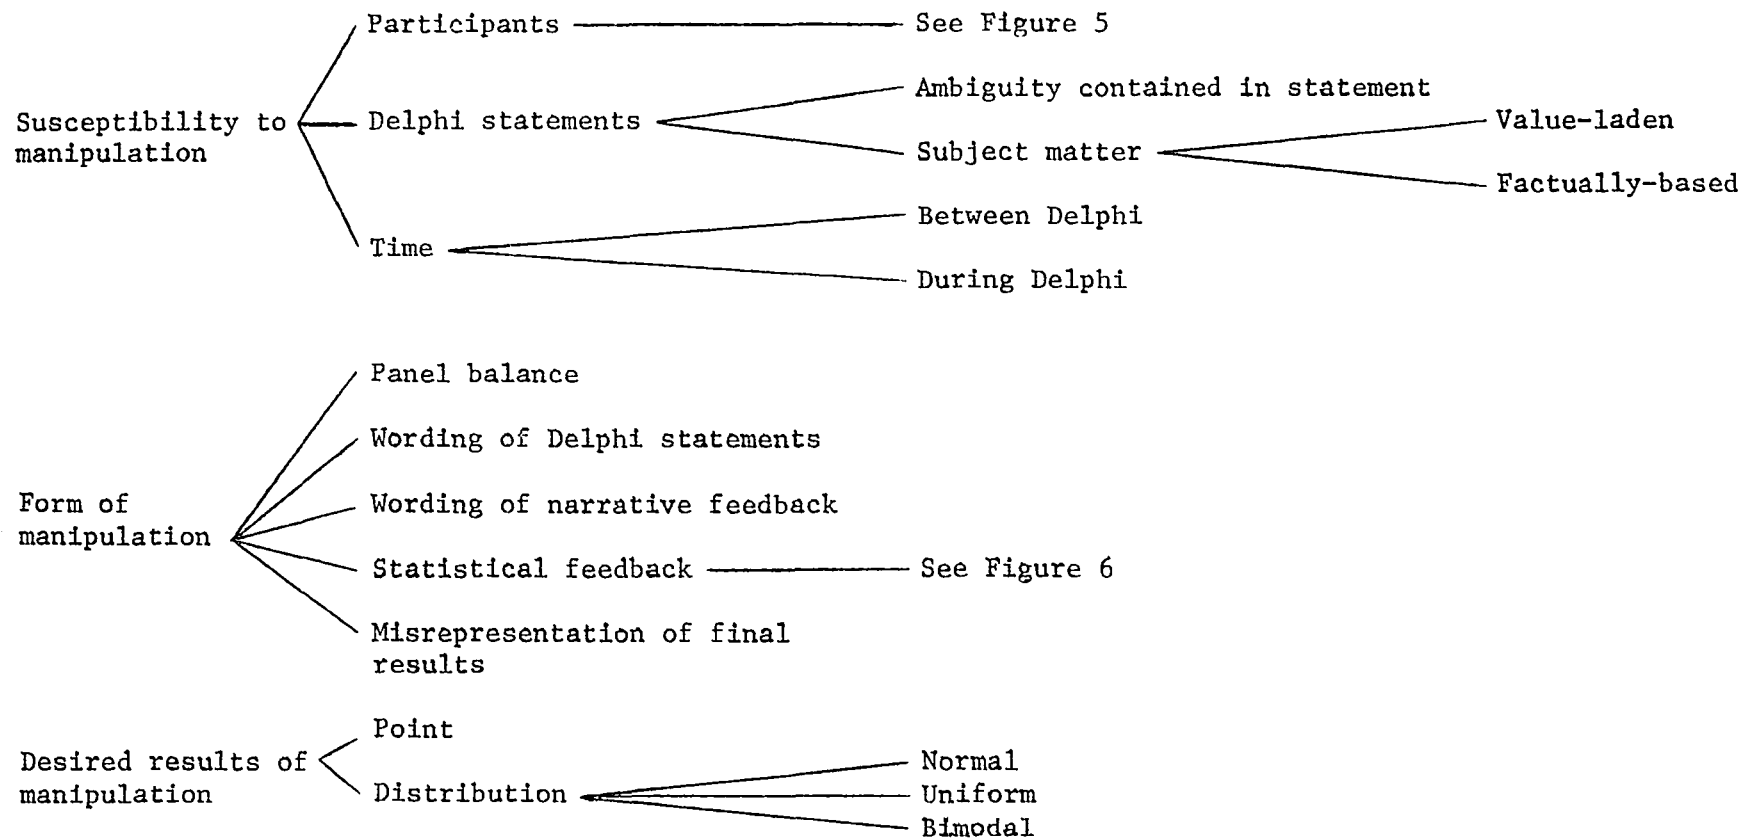 Participants
See Figure 5
Ambiguity contained in statement
Susceptibility to
manipulation
Delphi statements
Value-laden
Subject matter
Factually-based
Between Delphi
Time
During Delphi
Panel balance
Wording of Delphi statements
Form of
manipulation
Wording of narrative feedback
Statistical feedback
See Figure 6
Misrepresentation of final
results
Point
Desired results of
manipulation
Normal
Distribution
Uniform
Bimodal